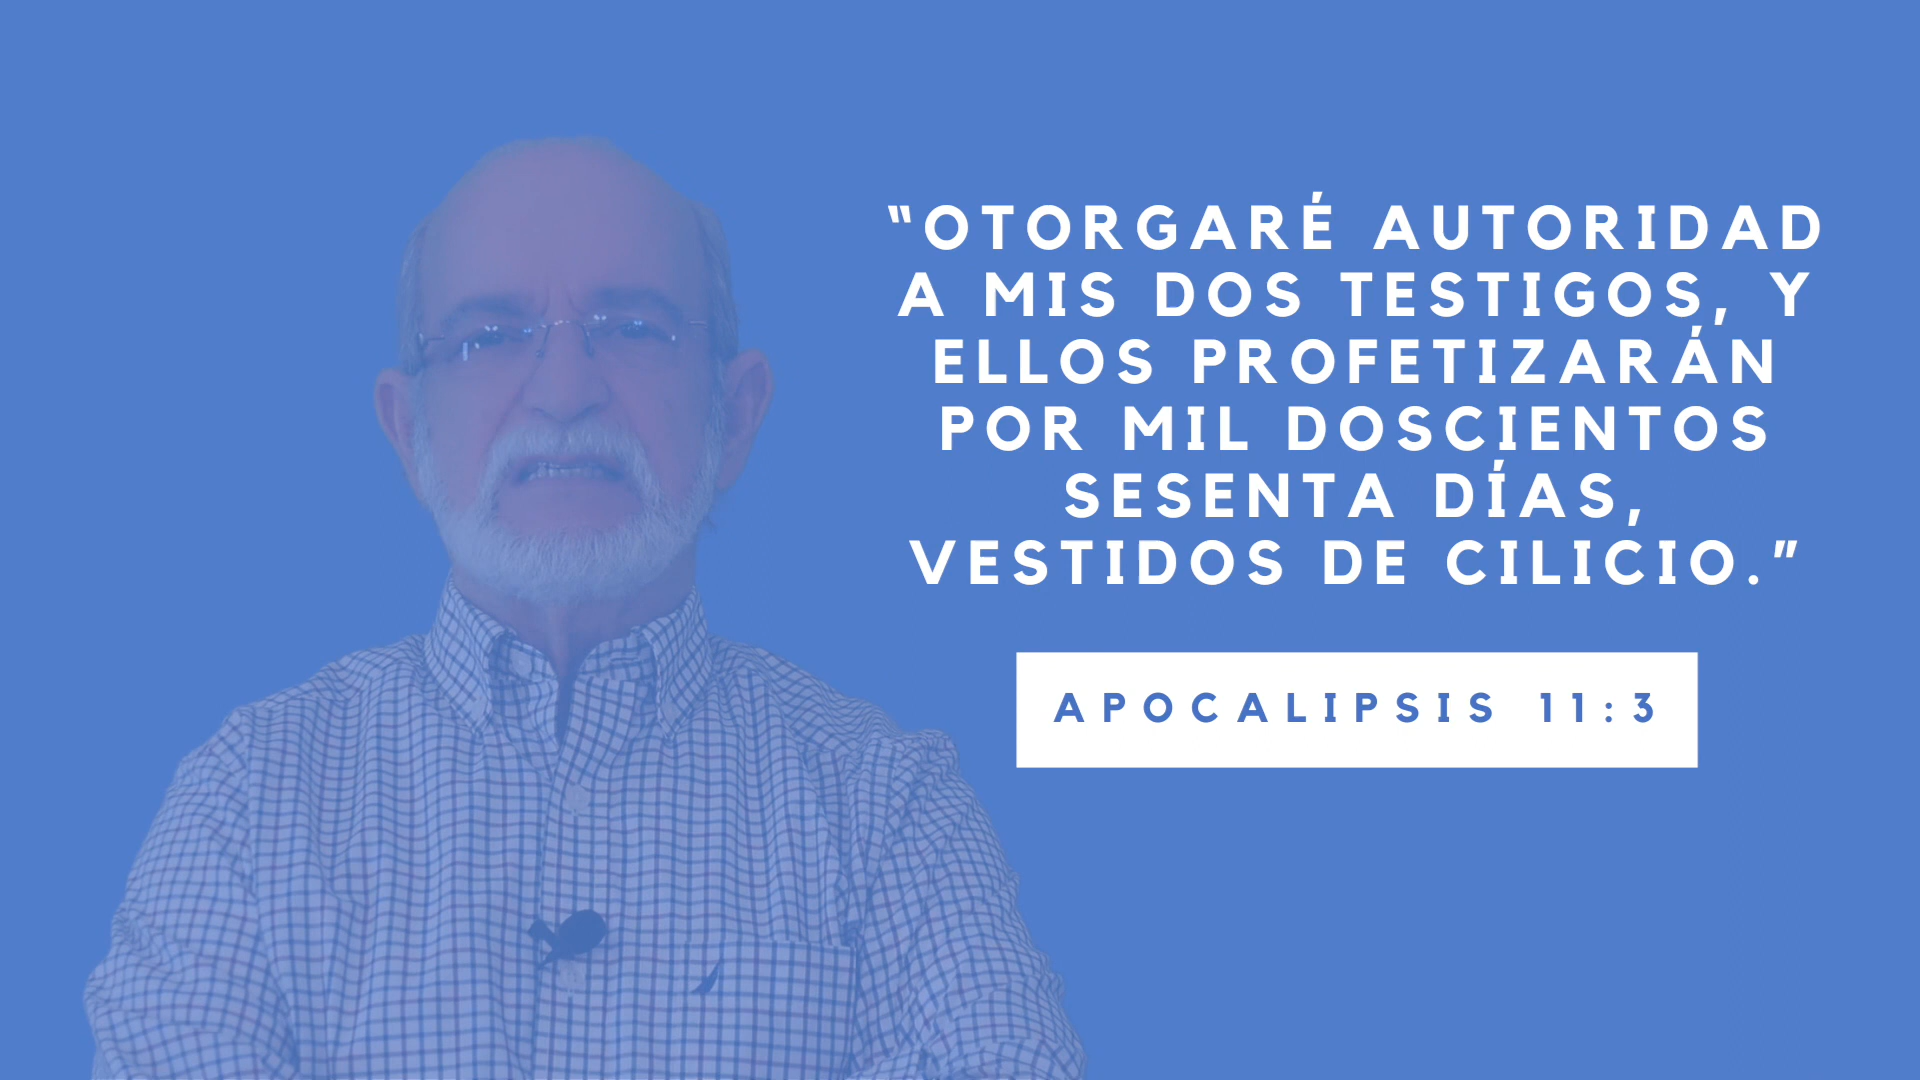 “OTORGARÉ AUTORIDAD
A MIS DOS TESTIGOS, Y
ELLOS PROFETIZARÁN
POR MIL DOSCIENTOS
SESENTA DÍAS,
VESTIDOS DE CILICIO.”
APOCALIPSIS 11:3